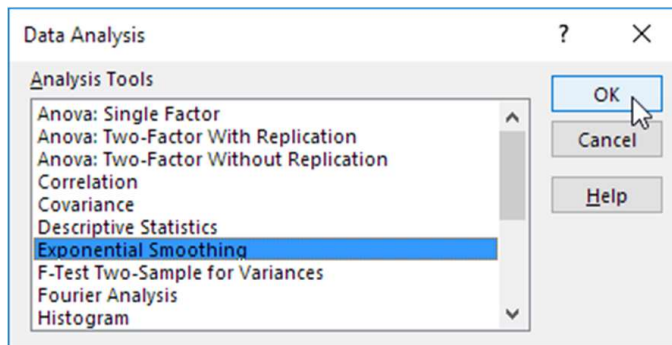 Data Analysis ?
Analysis Tools
Anova: Single Factor
Anova: Two-Factor With Replication
Anova: Two-Factor Without Replication
Correlation
Covariance
Descriptive Statistics
Exponential Smoothing
F-Test Two-Sample for Variances
Fourier Analysis
Histogram
OK
Cancel
Help